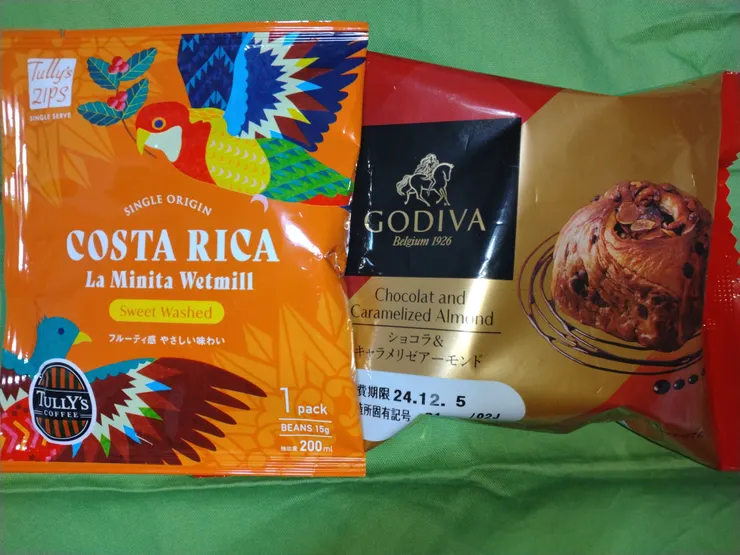 Tully's
ZIPS
SINGLE SERVE
SINGLE ORIGIN
COSTA RICA
La Minita Wetmill
Sweet Washed
フルーティ感 やさしい味わい
TULLY'S
COFFEE
1 pack
BEANS 15g
抽出量 200ml
GODIVA
Belgium 1926
Chocolat and
Caramelized Almond
ショコラ&
キャラメリゼアーモンド
費期限 24.12. 5
造所固有記号